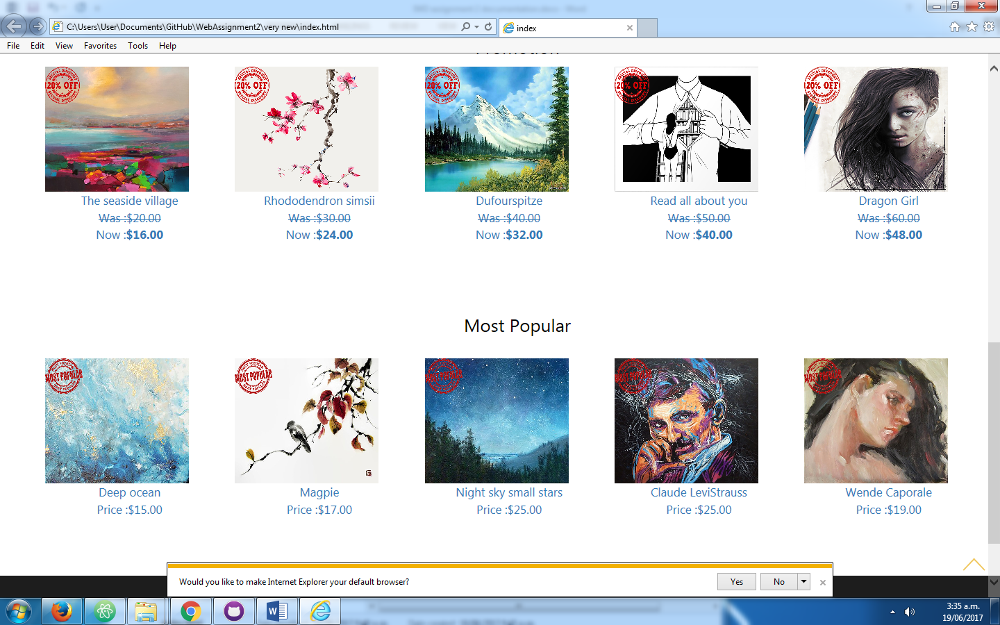 C:\Users\User\Documents\GitHub\WebAssignment2\very new\index.html
index
File Edit View Favorites Tools Help
Promotion
20% OFF
20% OFF
20% OFF
20% OFF
20% OFF
The seaside village
Was :$20.00
Now :$16.00
Rhododendron simsii
Was :$30.00
Now :$24.00
Dufourspitze
Was :$40.00
Now :$32.00
Read all about you
Was :$50.00
Now :$40.00
Dragon Girl
Was :$60.00
Now :$48.00
Most Popular
MOST POPULAR
MOST POPULAR
MOST POPULAR
MOST POPULAR
MOST POPULAR
Deep ocean
Price :$15.00
Magpie
Price :$17.00
Night sky small stars
Price :$25.00
Claude LeviStrauss
Price :$25.00
Wende Caporale
Price :$19.00
Would you like to make Internet Explorer your default browser?
Yes
No
3:35 a.m.
19/06/2017